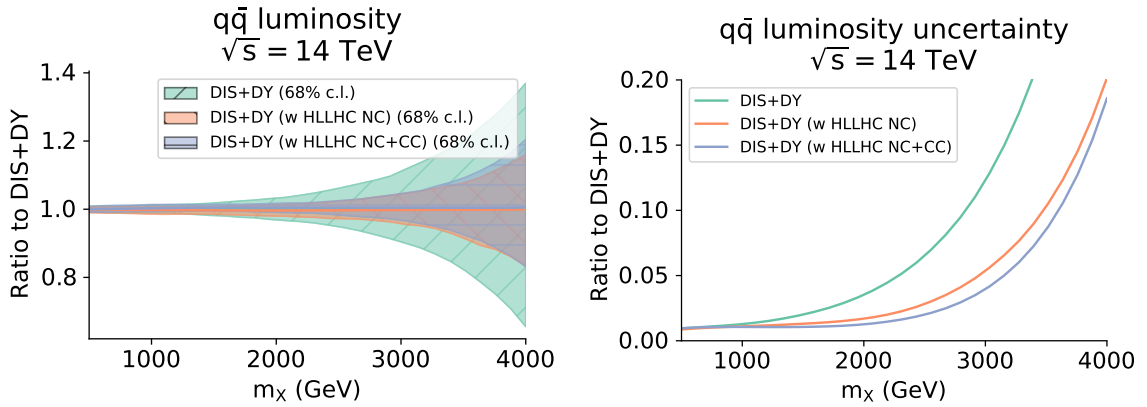 qq̄ luminosity
√s = 14 TeV
Ratio to DIS+DY
1.4
1.2
1.0
0.8
DIS+DY (68% c.l.)
DIS+DY (w HLLHC NC) (68% c.l.)
DIS+DY (w HLLHC NC+CC) (68% c.l.)
1000 2000 3000 4000
m_X (GeV)
qq̄ luminosity uncertainty
√s = 14 TeV
Ratio to DIS+DY
0.20
0.15
0.10
0.05
0.00
DIS+DY
DIS+DY (w HLLHC NC)
DIS+DY (w HLLHC NC+CC)
1000 2000 3000 4000
m_X (GeV)